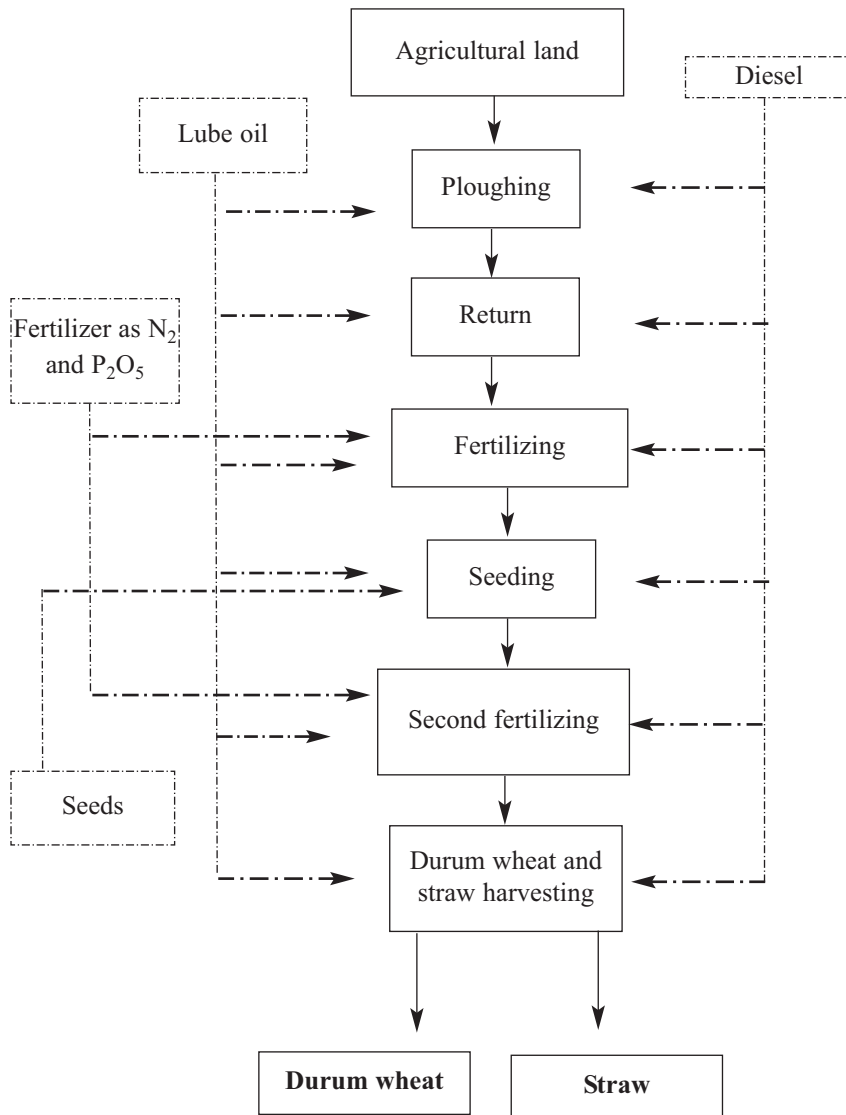 Agricultural land
Diesel
Lube oil
Ploughing
Return
Fertilizer as N₂
and P₂O₅
Fertilizing
Seeding
Second fertilizing
Seeds
Durum wheat and
straw harvesting
Durum wheat
Straw